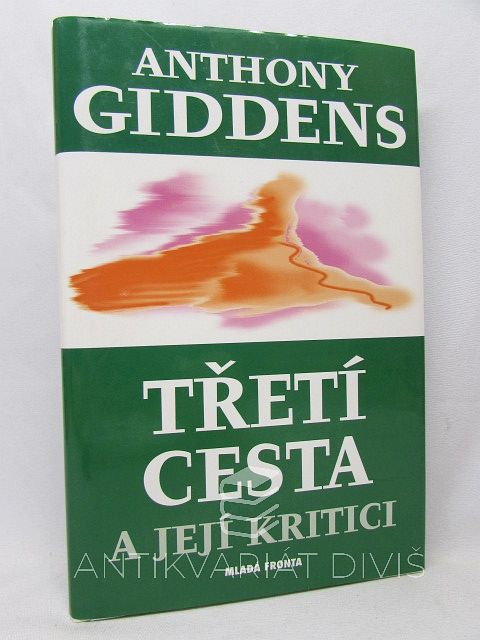 ANTHONY
GIDDENS
TŘETÍ
CESTA
A JEJÍ KRITICI
ANTIKVARIÁT DIVIŠ
MLADÁ FRONTA